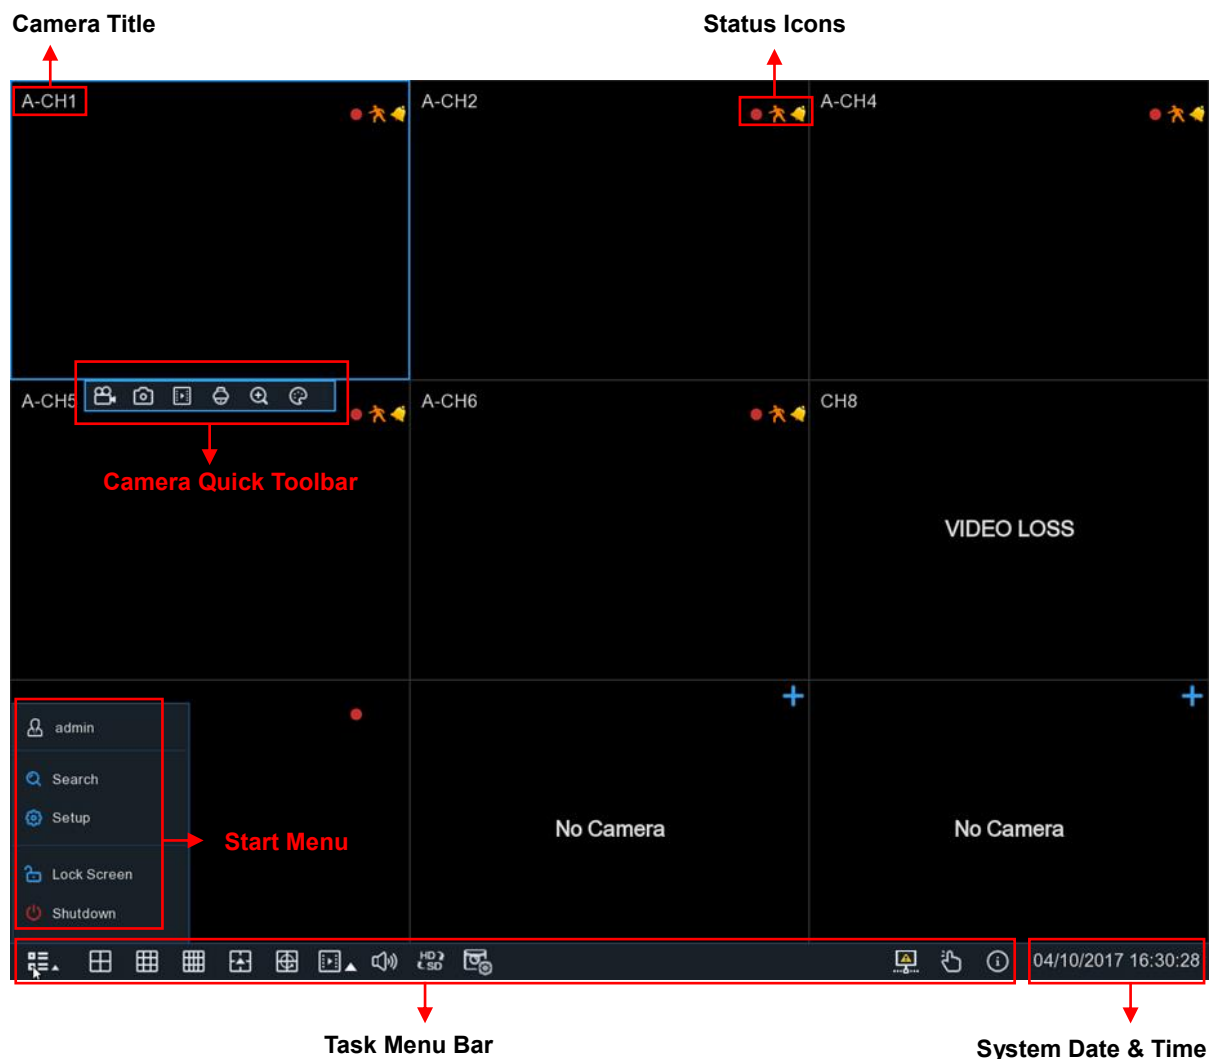 Camera Title
Status Icons
A-CH1
A-CH2
A-CH4
A-CH5
A-CH6
CH8
Camera Quick Toolbar
VIDEO LOSS
admin
Search
Setup
Start Menu
No Camera
No Camera
Lock Screen
Shutdown
HD
SD
04/10/2017 16:30:28
Task Menu Bar
System Date & Time